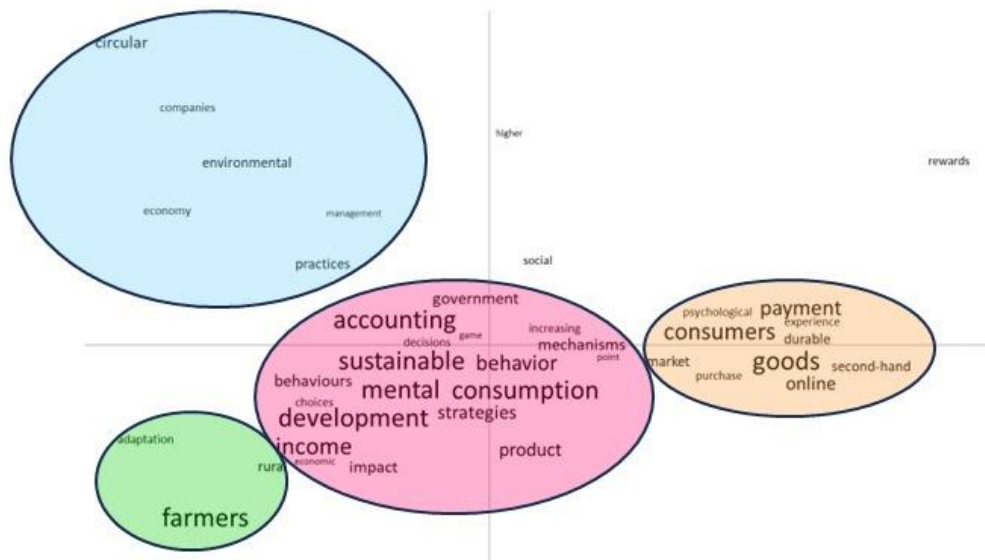 circular
companies
higher
environmental
rewards
economy
management
social
practices
government
psychological
payment
accounting
experience
increasing
consumers
game
durable
decisions
mechanisms
point
sustainable
behavior
market
goods
second-hand
behaviours
purchase
online
mental
consumption
choices
development
strategies
adaptation
income
product
rura
economic
impact
farmers